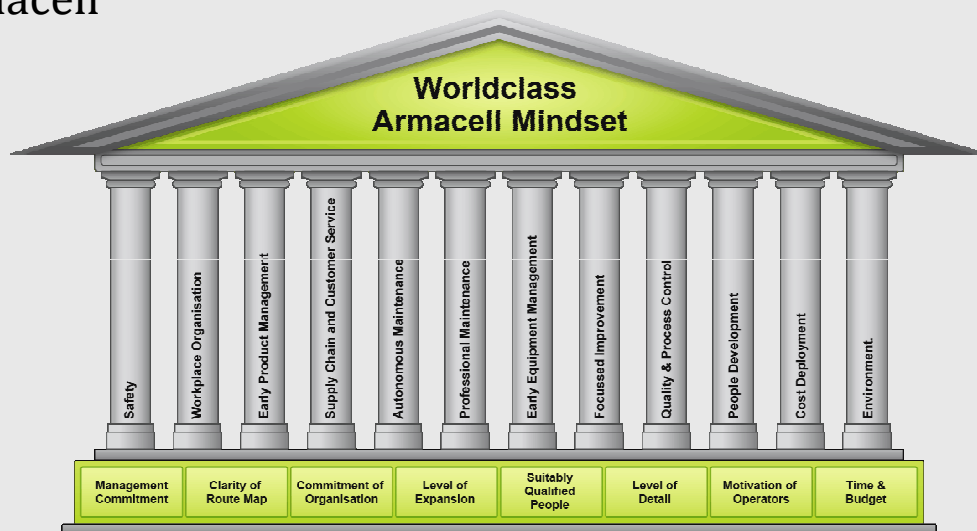 Worldclass
Armacell Mindset
Safety
Workplace Organisation
Early Product Management
Supply Chain and Customer Service
Autonomous Maintenance
Professional Maintenance
Early Equipment Management
Focussed Improvement
Quality & Process Control
People Development
Cost Deployment
Environment
Management
Commitment
Clarity of
Route Map
Commitment of
Organisation
Level of
Expansion
Suitably
Qualified
People
Level of
Detail
Motivation of
Operators
Time &
Budget